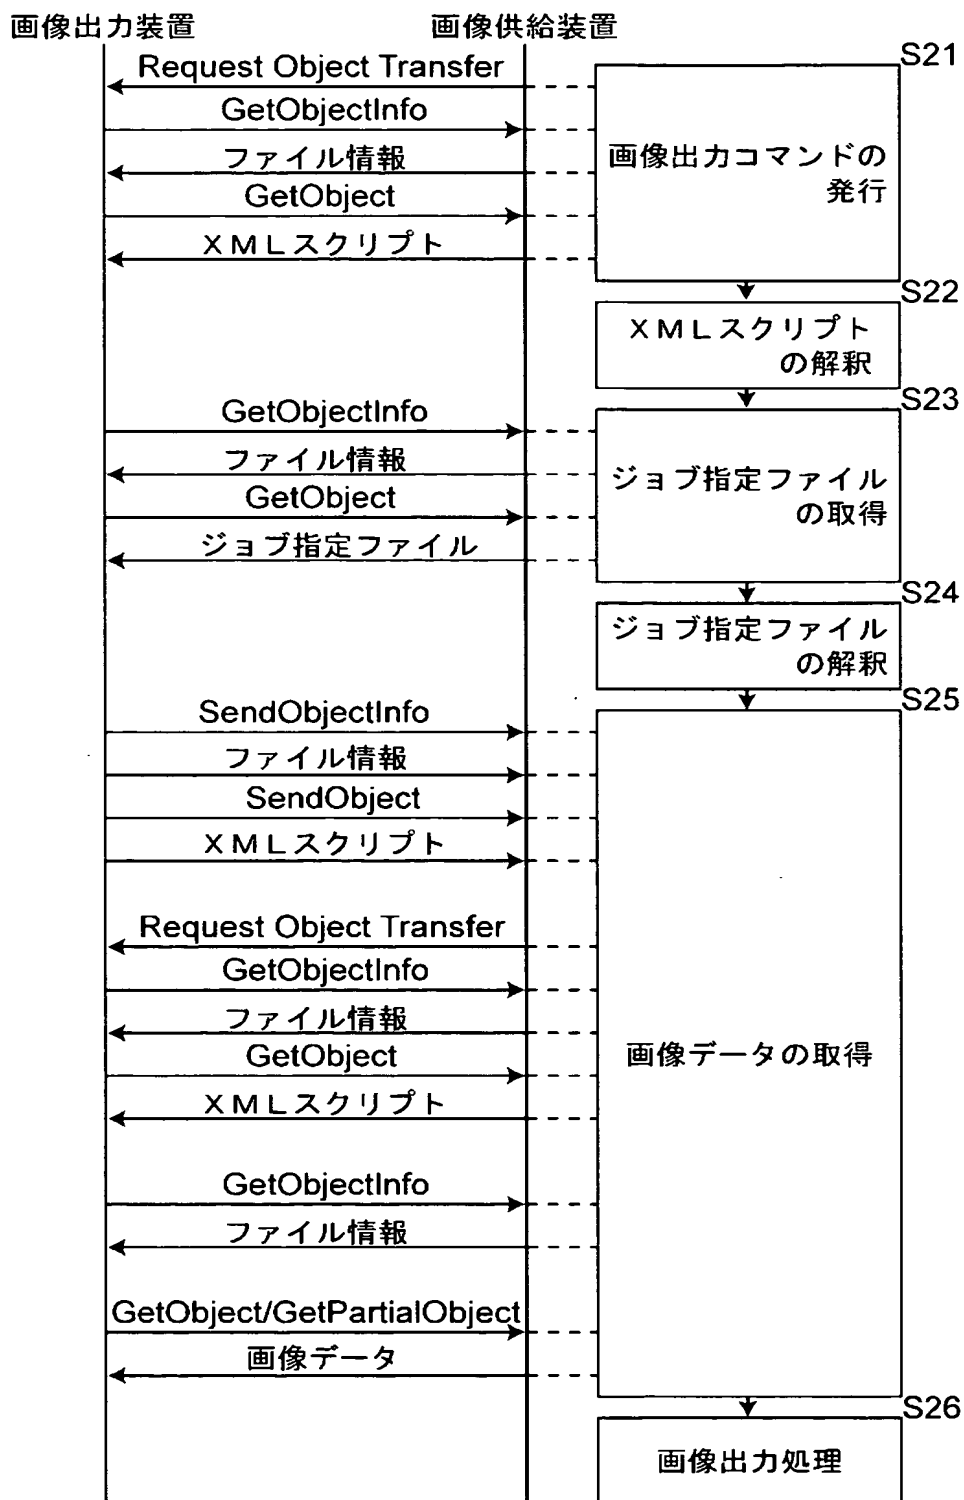 画像出力装置
画像供給装置
S21
Request Object Transfer
GetObjectInfo
ファイル情報
GetObject
XMLスクリプト
画像出力コマンドの
発行
S22
XMLスクリプト
の解釈
S23
GetObjectInfo
ファイル情報
GetObject
ジョブ指定ファイル
ジョブ指定ファイル
の取得
S24
ジョブ指定ファイル
の解釈
S25
SendObjectInfo
ファイル情報
SendObject
XMLスクリプト
Request Object Transfer
GetObjectInfo
ファイル情報
GetObject
XMLスクリプト
GetObjectInfo
ファイル情報
GetObject/GetPartialObject
画像データ
画像データの取得
S26
画像出力処理